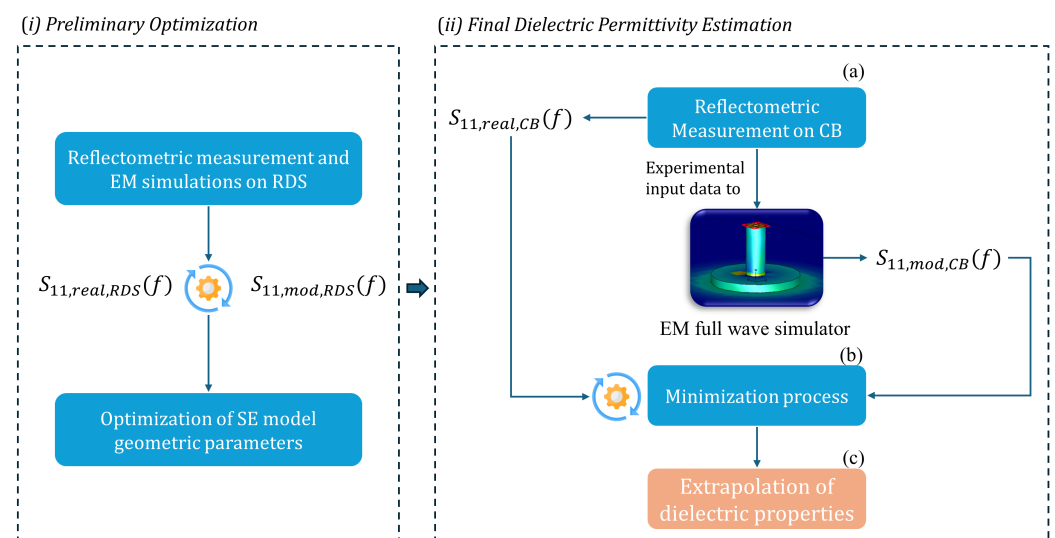 (i) Preliminary Optimization
Reflectometric measurement and
EM simulations on RDS
S11,real,RDS(f)
S11,mod,RDS(f)
Optimization of SE model
geometric parameters
(ii) Final Dielectric Permittivity Estimation
(a)
Reflectometric
Measurement on CB
S11,real,CB(f)
Experimental
input data to
S11,mod,CB(f)
EM full wave simulator
(b)
Minimization process
(c)
Extrapolation of
dielectric properties